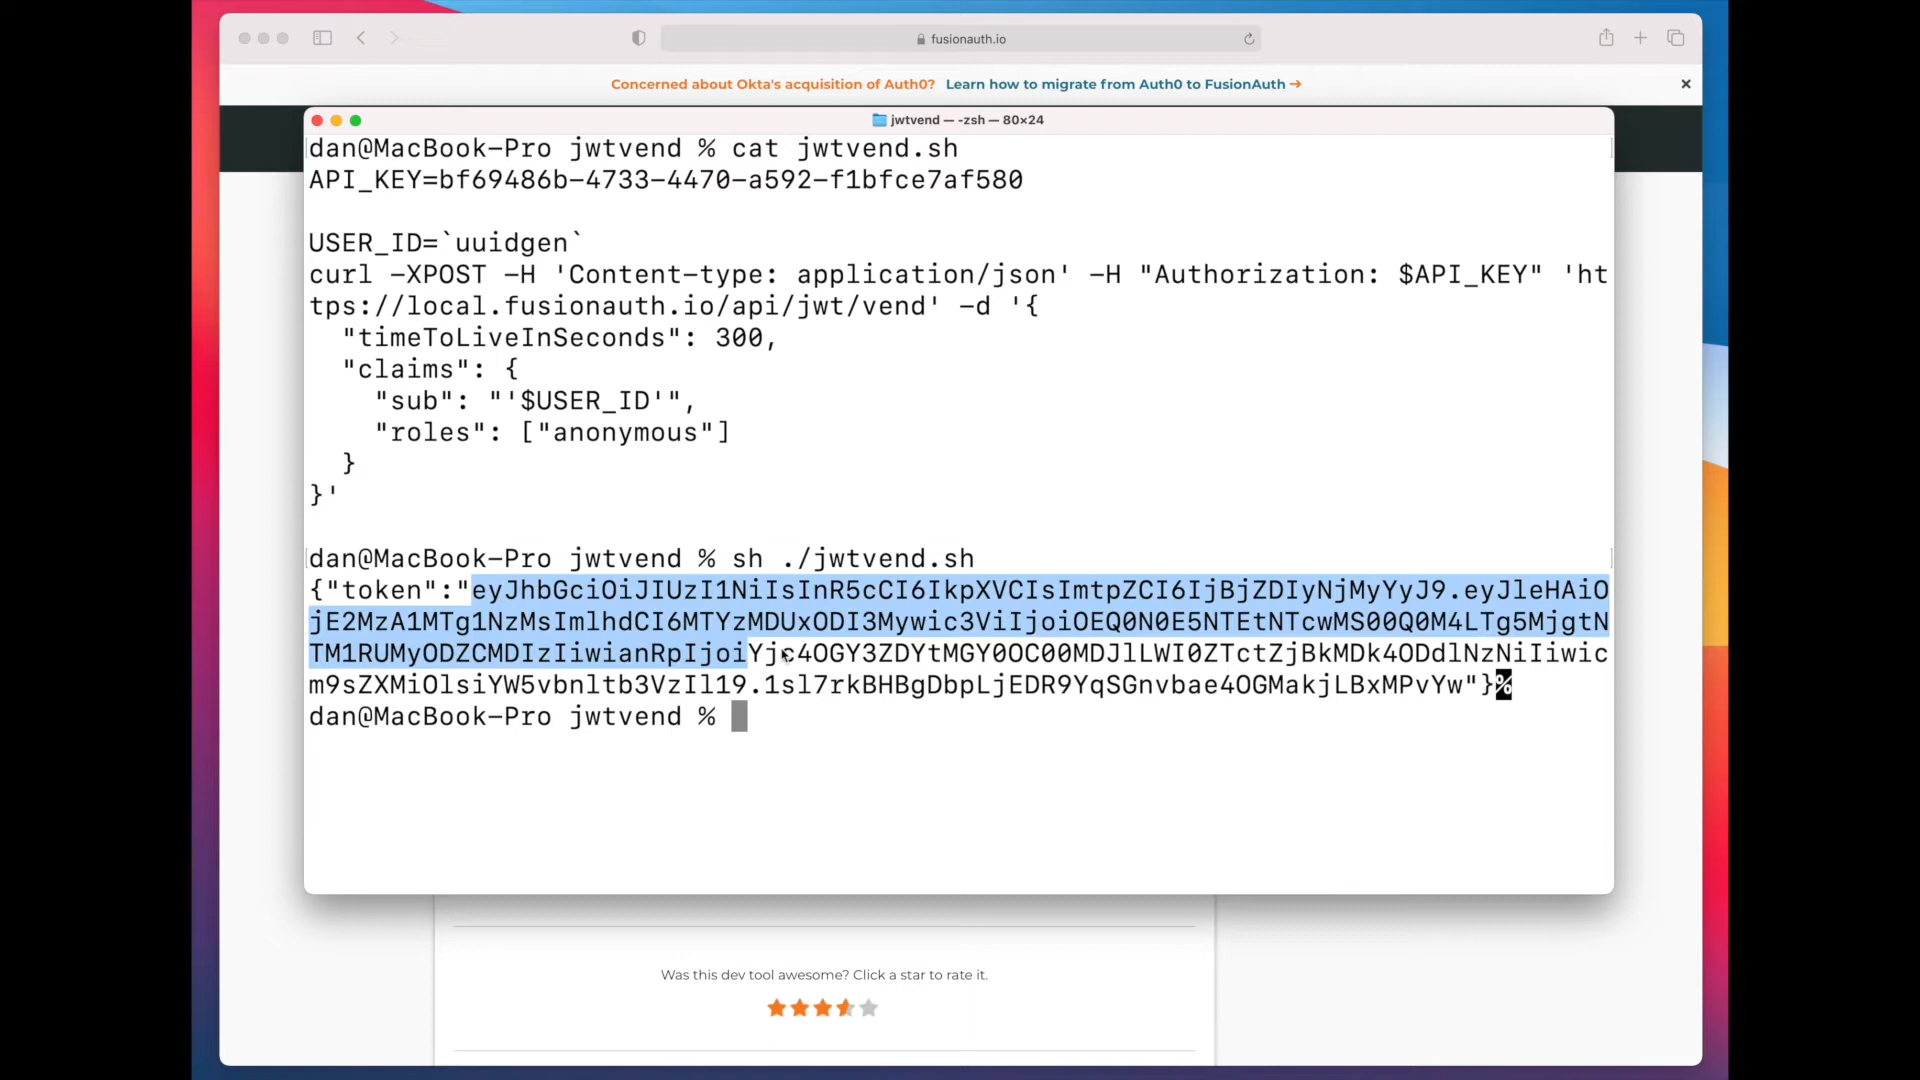 fusionauth.io
Concerned about Okta's acquisition of Auth0? Learn how to migrate from Auth0 to FusionAuth →
jwtvend — -zsh — 80×24
dan@MacBook-Pro jwtvend % cat jwtvend.sh
API_KEY=bf69486b-4733-4470-a592-f1bfce7af580
USER_ID=`uuidgen`
curl -XPOST -H 'Content-type: application/json' -H "Authorization: $API_KEY" 'ht
tps://local.fusionauth.io/api/jwt/vend' -d '{
"timeToLiveInSeconds": 300,
"claims": {
"sub": "'$USER_ID'",
"roles": ["anonymous"]
}
}'
dan@MacBook-Pro jwtvend % sh ./jwtvend.sh
{"token":"eyJhbGciOiJIUzI1NiIsInR5cCI6IkpXVCIsImtpZCI6IjBjZDIyNjMyYyJ9.eyJleHAiO
jE2MzA1MTg1NzMsImlhdCI6MTYzMDUxODI3Mywic3ViIjoiOEQ0N0E5NTEtNTcwMS00Q0M4LTg5MjgtN
TM1RUMyODZCMDIzIiwianRpIjoiYjc4OGY3ZDYtMGY0OC00MDJlLWI0ZTctZjBkMDk4ODdlNzNiIiwic
m9sZXMiOlsiYW5vbnltb3VzIl19.1sl7rkBHBgDbpLjEDR9YqSGnvbae4OGMakjLBxMPvYw"}%
dan@MacBook-Pro jwtvend %
Was this dev tool awesome? Click a star to rate it.